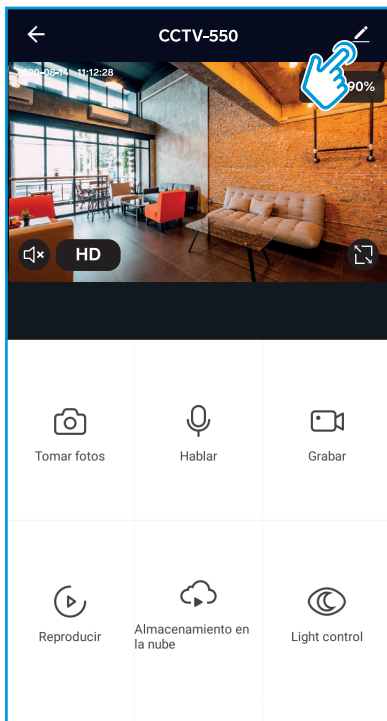 CCTV-550
2020-08-14 11:12:28
90%
HD
Tomar fotos
Hablar
Grabar
Reproducir
Almacenamiento en
la nube
Light control